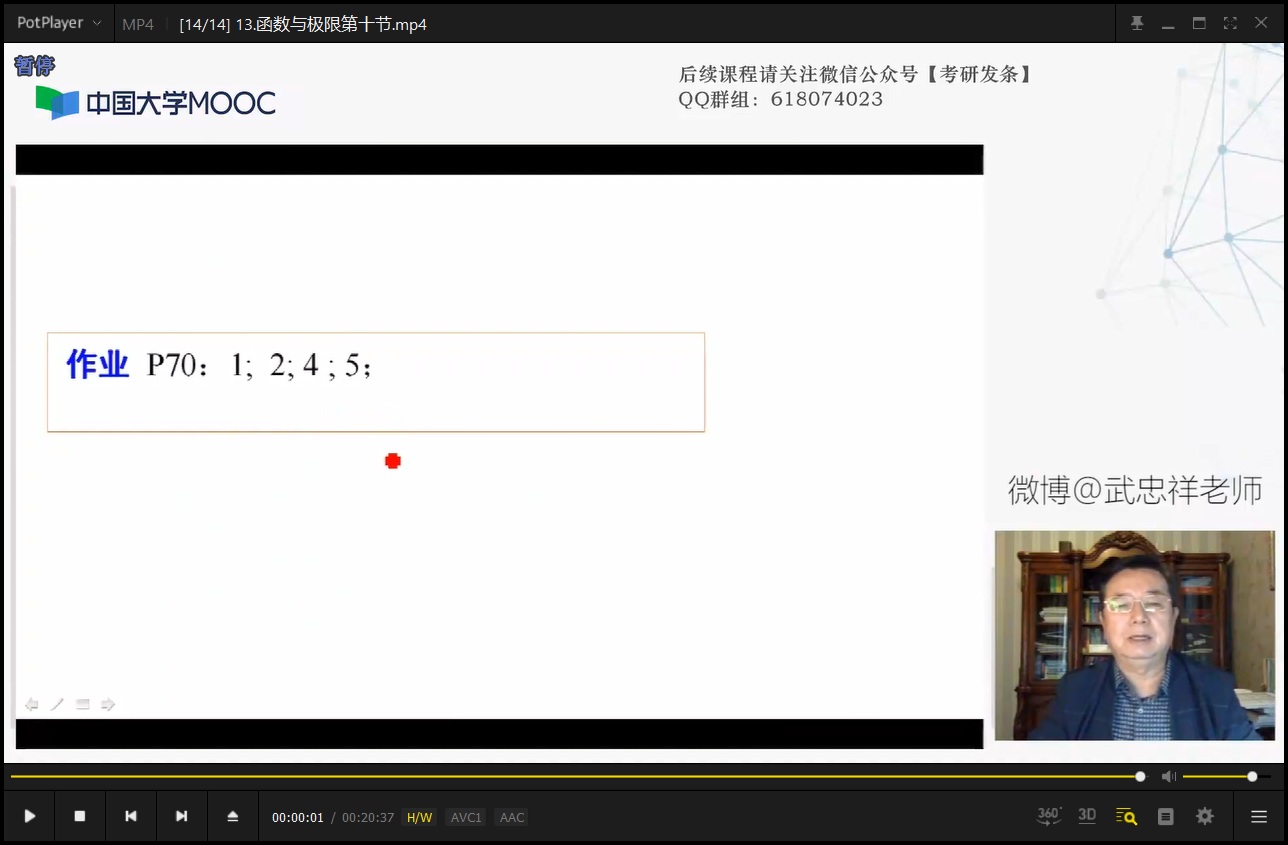 PotPlayer
MP4
[14/14] 13.函数与极限第十节.mp4
暂停
中国大学MOOC
后续课程请关注微信公众号【考研发条】
QQ群组：618074023
作业 P70：1; 2; 4 ; 5；
微博@武忠祥老师
00:00:01 / 00:20:37 H/W AVC1 AAC
360°
3D